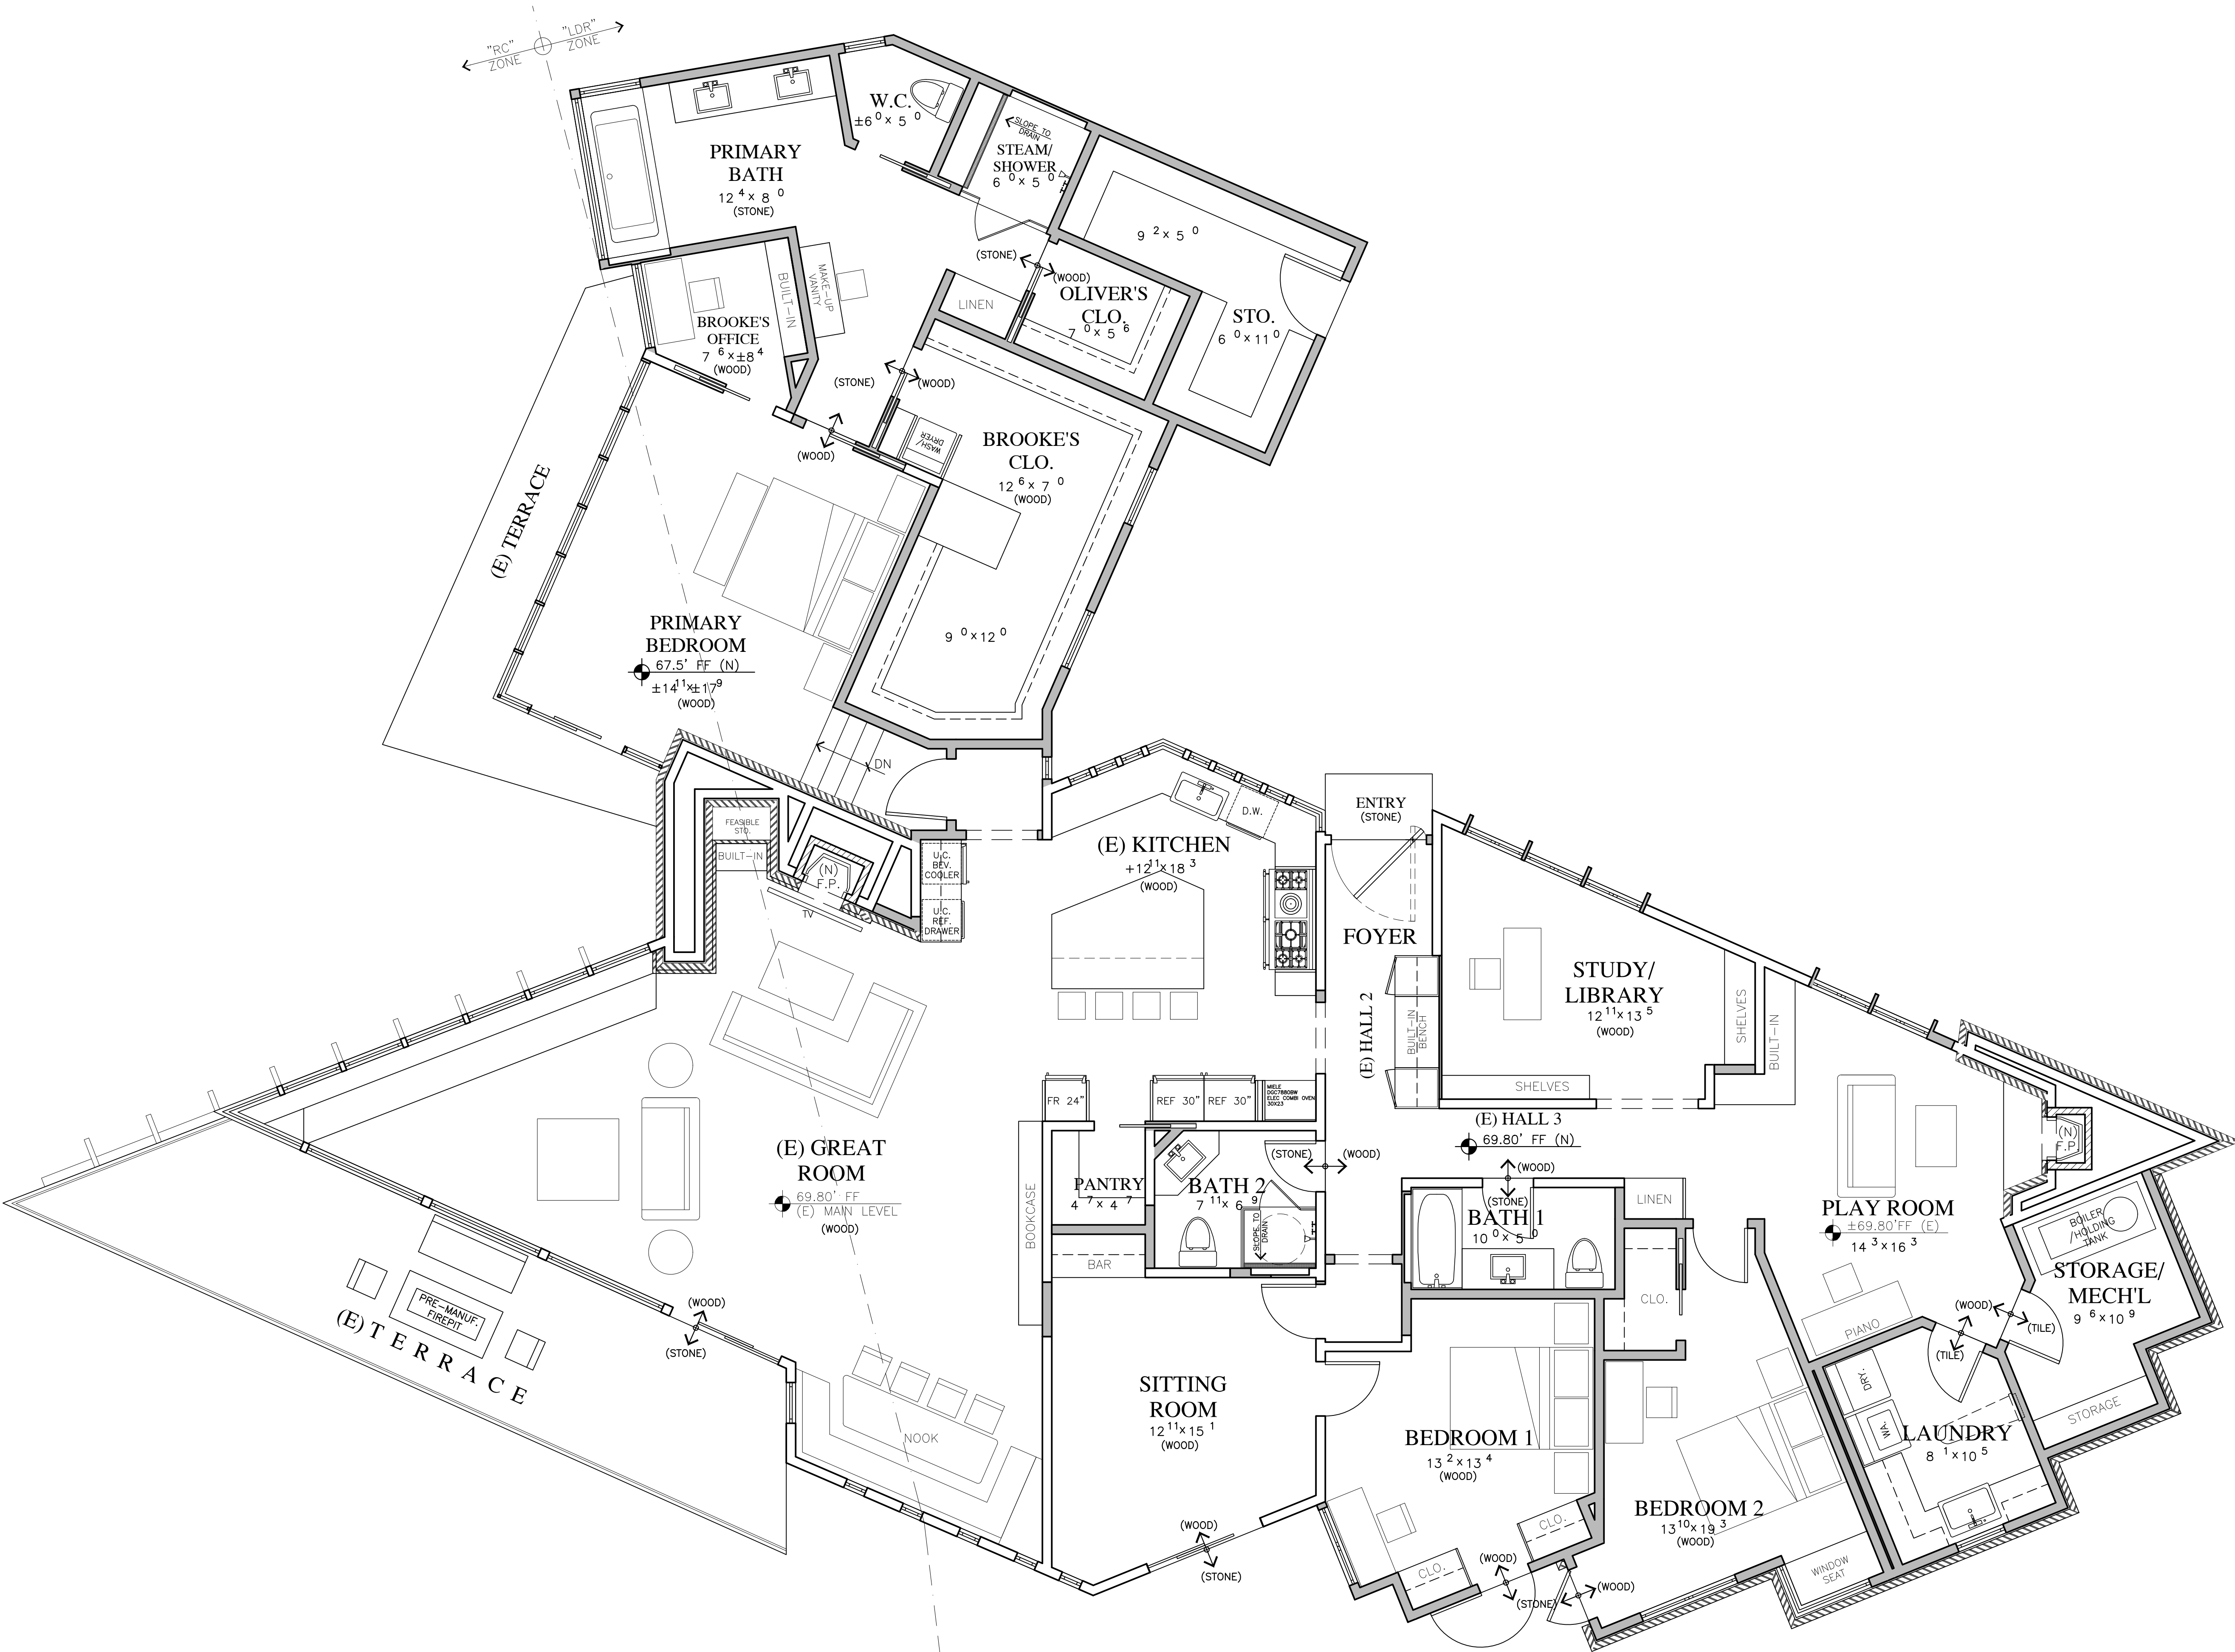 "RC"
ZONE
"LDR"
ZONE
W.C.
±6 0 x 5 0
SLOPE TO
DRAIN
STEAM/
SHOWER
6 0 x 5 0
PRIMARY
BATH
12 4 x 8 0
(STONE)
9 2 x 5 0
(STONE)
(WOOD)
MAKE-UP
VANITY
BUILT-IN
LINEN
OLIVER'S
CLO.
7 0 x 5 6
STO.
6 0 x 11 0
BROOKE'S
OFFICE
7 6 x ±8 4
(WOOD)
(STONE)
(WOOD)
(WOOD)
WASH/
DRYER
BROOKE'S
CLO.
12 6 x 7 0
(WOOD)
(E) TERRACE
9 0 x 12 0
PRIMARY
BEDROOM
67.5' FF (N)
±14 11 x ±17 9
(WOOD)
DN
FEASIBLE
STO.
BUILT-IN
(N)
F.P.
TV
U.C.
BEV.
COOLER
U.C.
REF.
DRAWER
D.W.
(E) KITCHEN
+12 11 x 18 3
(WOOD)
ENTRY
(STONE)
FOYER
(E) HALL 2
BUILT-IN
BENCH
STUDY/
LIBRARY
12 11 x 13 5
(WOOD)
SHELVES
BUILT-IN
SHELVES
FR 24"
REF 30"
REF 30"
MIELE
DGC7880BW
ELEC COMBI OVEN
30X23
(E) HALL 3
69.80' FF (N)
(N)
F.P.
(E) GREAT
ROOM
69.80' FF
(E) MAIN LEVEL
(WOOD)
BOOKCASE
PANTRY
4 7 x 4 7
BATH 2
7 11 x 6 9
SLOPE TO
DRAIN
(STONE)
(WOOD)
(WOOD)
(STONE)
BATH 1
10 0 x 5 0
LINEN
PLAY ROOM
±69.80'FF (E)
14 3 x 16 3
BOILER
/HOLDING
TANK
STORAGE/
MECH'L
9 6 x 10 9
BAR
CLO.
PIANO
(WOOD)
(TILE)
(TILE)
PRE-MANUF.
FIREPIT
(E) TERRACE
(WOOD)
(STONE)
NOOK
SITTING
ROOM
12 11 x 15 1
(WOOD)
BEDROOM 1
13 2 x 13 4
(WOOD)
DRY.
WA.
LAUNDRY
8 1 x 10 5
STORAGE
BEDROOM 2
13 10 x 19 3
(WOOD)
CLO.
CLO.
(WOOD)
(STONE)
(WOOD)
(STONE)
(WOOD)
WINDOW
SEAT